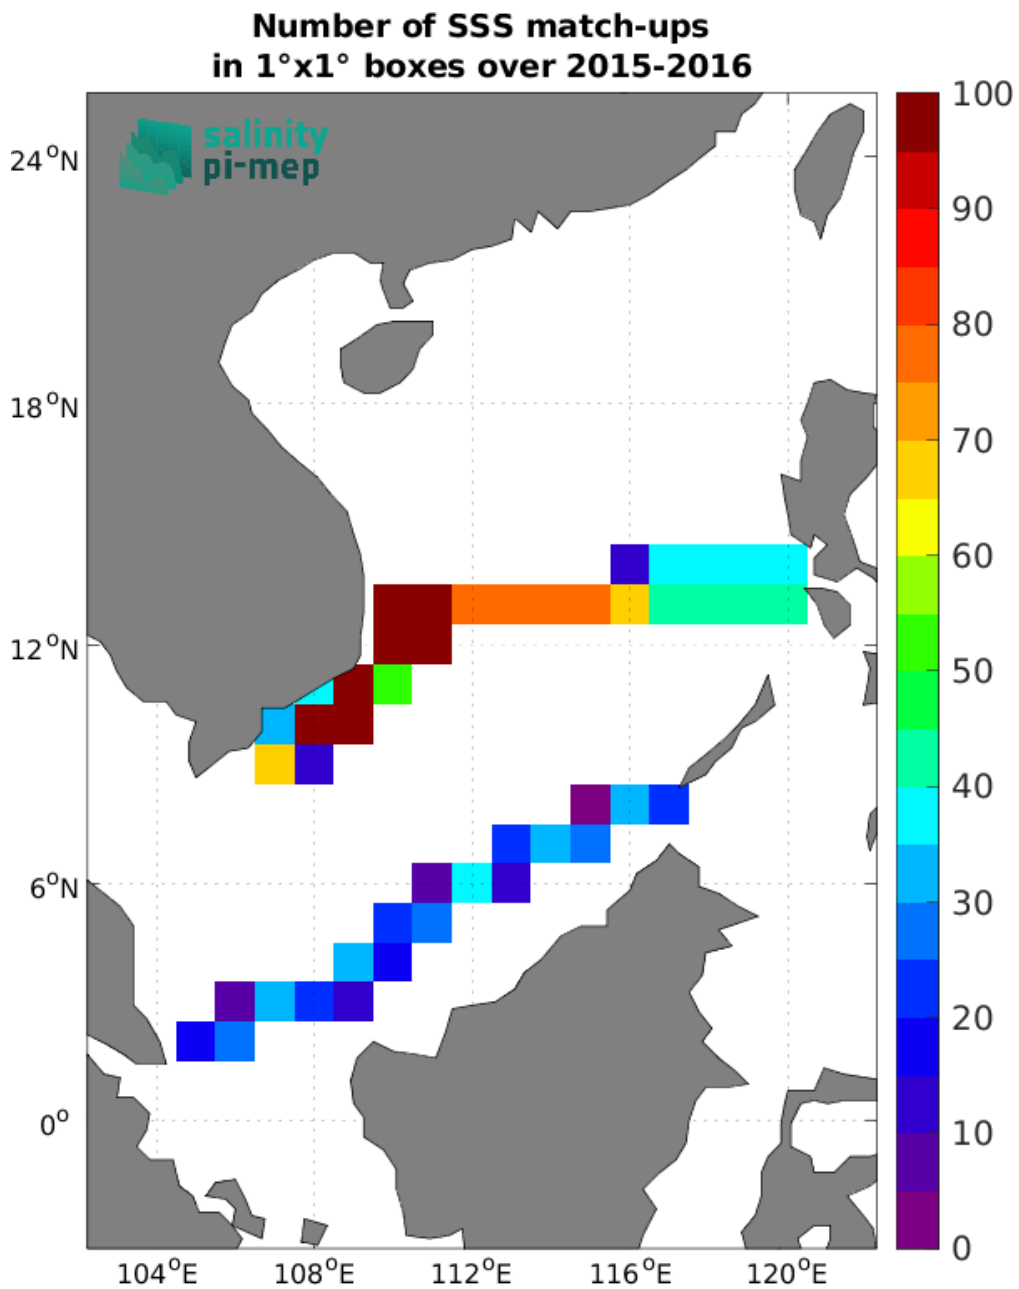 Number of SSS match-ups
in 1°x1° boxes over 2015-2016
salinity
pi-mep
24°N
18°N
12°N
6°N
0°
104°E
108°E
112°E
116°E
120°E
100
90
80
70
60
50
40
30
20
10
0